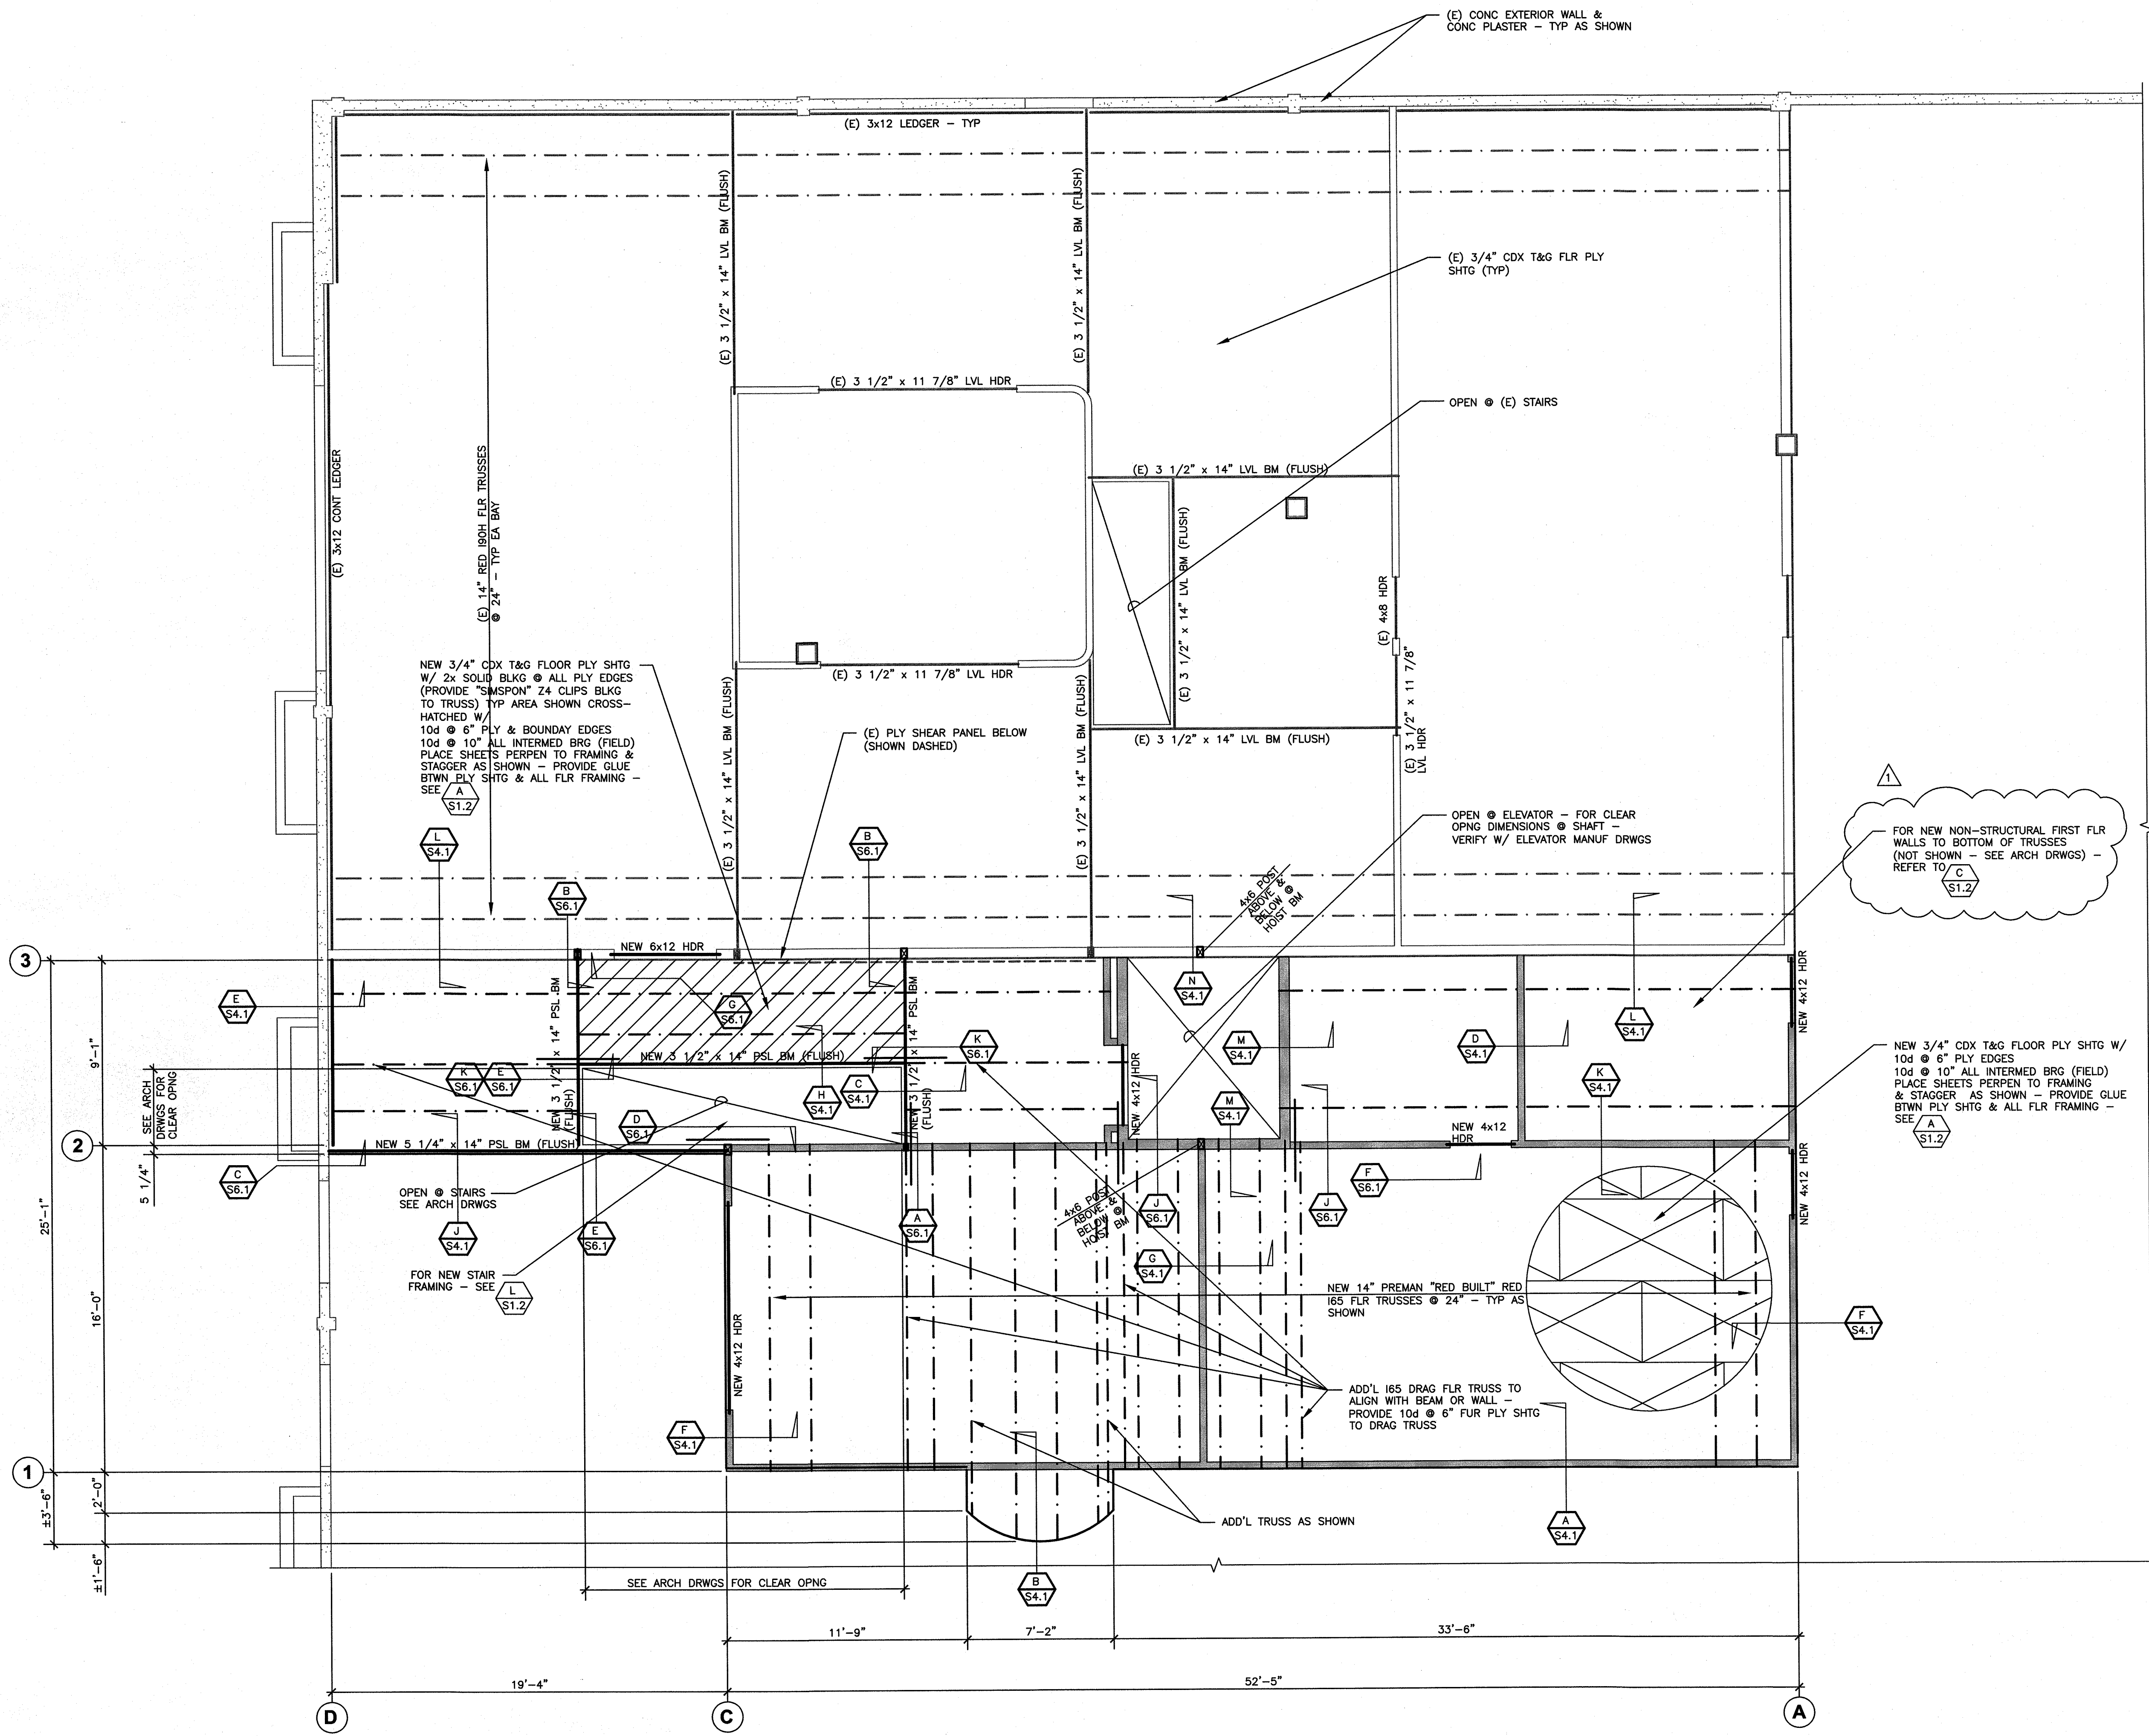 (E) CONC EXTERIOR WALL &
CONC PLASTER – TYP AS SHOWN
(E) 3x12 LEDGER – TYP
(E) 3 1/2" x 14" LVL BM (FLUSH)
(E) 3 1/2" x 14" LVL BM (FLUSH)
(E) 3/4" CDX T&G FLR PLY
SHTG (TYP)
(E) 3 1/2" x 11 7/8" LVL HDR
OPEN @ (E) STAIRS
(E) 3x12 CONT LEDGER
(E) 14" RED I90H FLR TRUSSES
@ 24" – TYP EA BAY
(E) 3 1/2" x 14" LVL BM (FLUSH)
(E) 3 1/2" x 14" LVL BM (FLUSH)
(E) 4x8 HDR
(E) 3 1/2" x 11 7/8"
LVL HDR
(E) 3 1/2" x 11 7/8" LVL HDR
(E) 3 1/2" x 14" LVL BM (FLUSH)
(E) 3 1/2" x 14" LVL BM (FLUSH)
(E) 3 1/2" x 14" LVL BM (FLUSH)
NEW 3/4" CDX T&G FLOOR PLY SHTG
W/ 2x SOLID BLKG @ ALL PLY EDGES
(PROVIDE "SIMSPON" Z4 CLIPS BLKG
TO TRUSS) TYP AREA SHOWN CROSS–
HATCHED W/
10d @ 6" PLY & BOUNDAY EDGES
10d @ 10" ALL INTERMED BRG (FIELD)
PLACE SHEETS PERPEN TO FRAMING &
STAGGER AS SHOWN – PROVIDE GLUE
BTWN PLY SHTG & ALL FLR FRAMING –
SEE
A
S1.2
(E) PLY SHEAR PANEL BELOW
(SHOWN DASHED)
OPEN @ ELEVATOR – FOR CLEAR
OPNG DIMENSIONS @ SHAFT –
VERIFY W/ ELEVATOR MANUF DRWGS
1
FOR NEW NON–STRUCTURAL FIRST FLR
WALLS TO BOTTOM OF TRUSSES
(NOT SHOWN – SEE ARCH DRWGS) –
REFER TO
C
S1.2
L
S4.1
B
S6.1
B
S6.1
4x6 POST
ABOVE &
BELOW @
HOIST BM
NEW 6x12 HDR
3
E
S4.1
G
S6.1
N
S4.1
L
S4.1
NEW 4x12 HDR
NEW 3 1/2" x 14" PSL BM
(FLUSH)
NEW 3 1/2" x 14" PSL BM (FLUSH)
NEW 3 1/2" x 14" PSL BM
(FLUSH)
K
S6.1
E
S6.1
H
S4.1
C
S4.1
K
S6.1
NEW 4x12 HDR
M
S4.1
D
S4.1
K
S4.1
M
S4.1
NEW 3/4" CDX T&G FLOOR PLY SHTG W/
10d @ 6" PLY EDGES
10d @ 10" ALL INTERMED BRG (FIELD)
PLACE SHEETS PERPEN TO FRAMING
& STAGGER AS SHOWN – PROVIDE GLUE
BTWN PLY SHTG & ALL FLR FRAMING –
SEE
A
S1.2
9'–1"
SEE ARCH
DRWGS FOR
CLEAR OPNG
D
S6.1
2
NEW 5 1/4" x 14" PSL BM (FLUSH)
NEW 4x12
HDR
NEW 4x12 HDR
C
S6.1
5 1/4"
25'–1"
OPEN @ STAIRS
SEE ARCH DRWGS
J
S4.1
E
S6.1
A
S6.1
4x6 POST
ABOVE &
BELOW @
HOIST BM
J
S6.1
J
S6.1
F
S6.1
G
S4.1
FOR NEW STAIR
FRAMING – SEE
L
S1.2
16'–0"
NEW 14" PREMAN "RED BUILT" RED
I65 FLR TRUSSES @ 24" – TYP AS
SHOWN
F
S4.1
NEW 4x12 HDR
ADD'L I65 DRAG FLR TRUSS TO
ALIGN WITH BEAM OR WALL –
PROVIDE 10d @ 6" FUR PLY SHTG
TO DRAG TRUSS
F
S4.1
1
±3'–6"
2'–0"
±1'–6"
ADD'L TRUSS AS SHOWN
A
S4.1
B
S4.1
SEE ARCH DRWGS FOR CLEAR OPNG
11'–9"
7'–2"
33'–6"
19'–4"
52'–5"
D
C
A